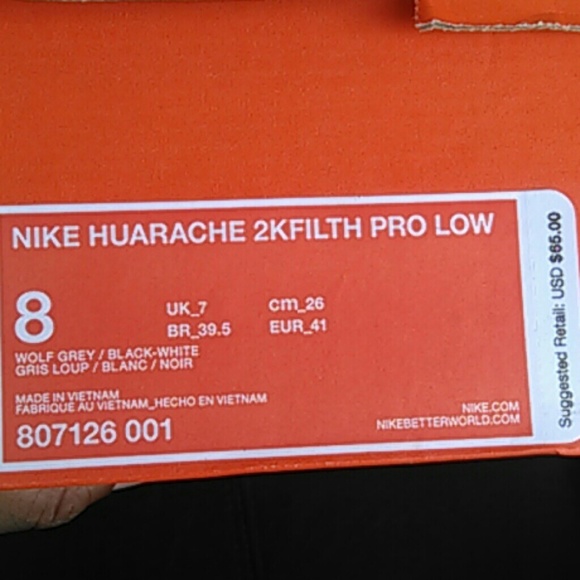 NIKE HUARACHE 2KFILTH PRO LOW
8
UK_7 cm_26
BR_39.5 EUR_41
WOLF GREY / BLACK-WHITE
GRIS LOUP / BLANC / NOIR
MADE IN VIETNAM
FABRIQUE AU VIETNAM_HECHO EN VIETNAM
807126 001
NIKE.COM
NIKEBETTERWORLD.COM
Suggested Retail: USD $65.00